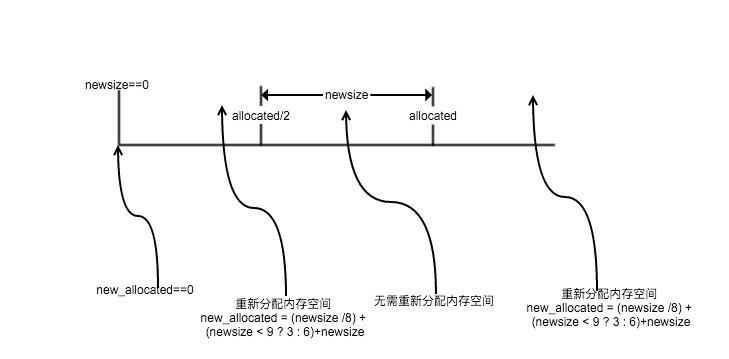 newsize==0
newsize
allocated/2
allocated
new_allocated==0
重新分配内存空间
new_allocated = (newsize /8) +
(newsize < 9 ? 3 : 6)+newsize
无需重新分配内存空间
重新分配内存空间
new_allocated = (newsize /8) +
(newsize < 9 ? 3 : 6)+newsize